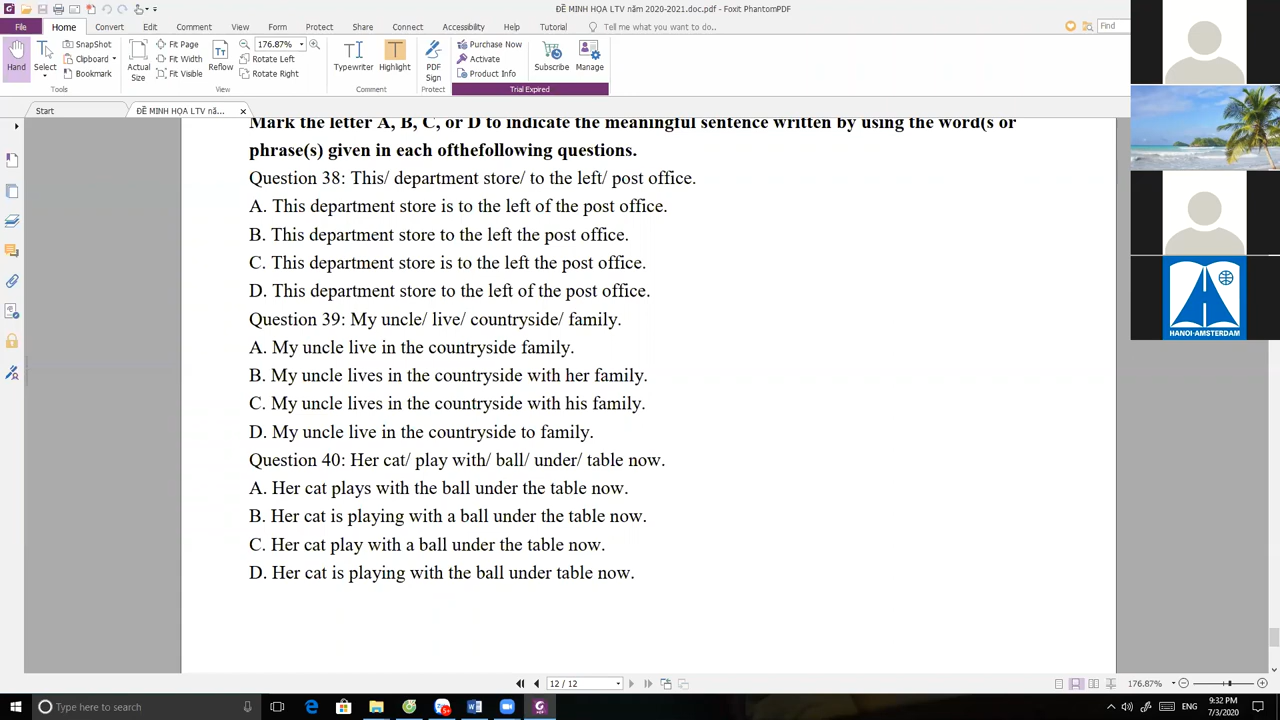 ĐỀ MINH HỌA LTV năm 2020-2021.doc.pdf - Foxit PhantomPDF
File Home Convert Edit Comment View Form Protect Share Connect Accessibility Help Tutorial Tell me what you want to do.. Find
Hand
Select
SnapShot
Clipboard
Bookmark
Tools
Actual Size
Fit Page
Fit Width
Fit Visible
Reflow
176.87%
Rotate Left
Rotate Right
View
Typewriter
Highlight
Comment
PDF Sign
Protect
Purchase Now
Activate
Product Info
Subscribe
Manage
Trial Expired
Start
ĐỀ MINH HỌA LTV nă...
Mark the letter A, B, C, or D to indicate the meaningful sentence written by using the word(s or
phrase(s) given in each ofthefollowing questions.
Question 38: This/ department store/ to the left/ post office.
A. This department store is to the left of the post office.
B. This department store to the left the post office.
C. This department store is to the left the post office.
D. This department store to the left of the post office.
Question 39: My uncle/ live/ countryside/ family.
A. My uncle live in the countryside family.
B. My uncle lives in the countryside with her family.
C. My uncle lives in the countryside with his family.
D. My uncle live in the countryside to family.
Question 40: Her cat/ play with/ ball/ under/ table now.
A. Her cat plays with the ball under the table now.
B. Her cat is playing with a ball under the table now.
C. Her cat play with a ball under the table now.
D. Her cat is playing with the ball under table now.
HANOI-AMSTERDAM
12 / 12
176.87%
Type here to search
ENG
9:32 PM
7/3/2020